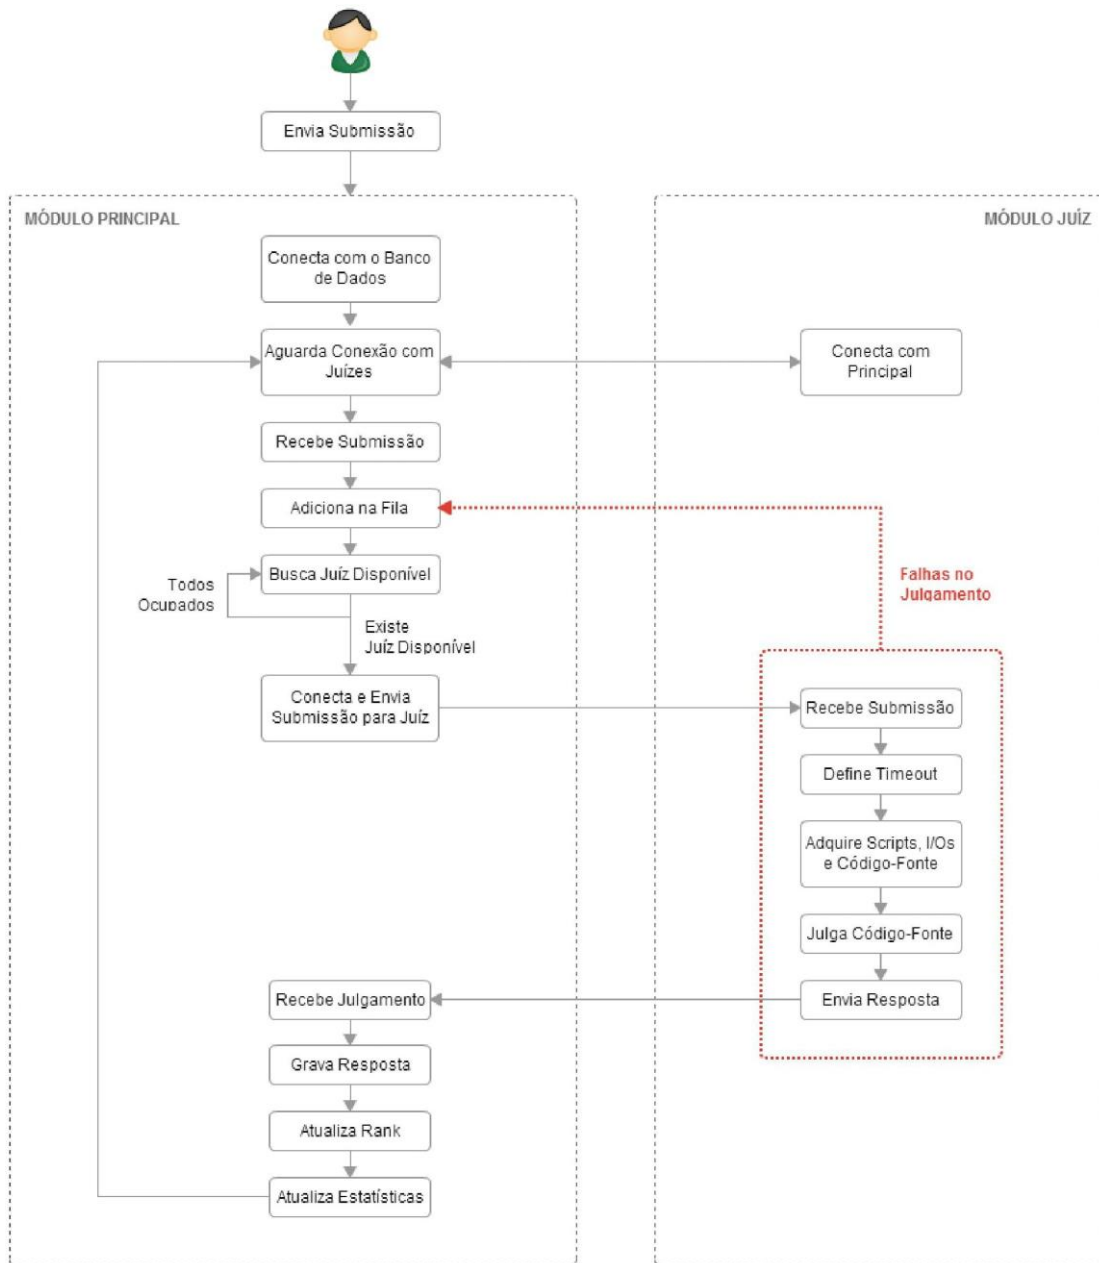 Envia Submissão
MÓDULO PRINCIPAL
MÓDULO JUÍZ
Conecta com o Banco
de Dados
Aguarda Conexão com
Juízes
Conecta com
Principal
Recebe Submissão
Adiciona na Fila
Busca Juíz Disponível
Todos
Ocupados
Existe
Juíz Disponível
Falhas no
Julgamento
Conecta e Envia
Submissão para Juíz
Recebe Submissão
Define Timeout
Adquire Scripts, I/Os
e Código-Fonte
Julga Código-Fonte
Envia Resposta
Recebe Julgamento
Grava Resposta
Atualiza Rank
Atualiza Estatísticas